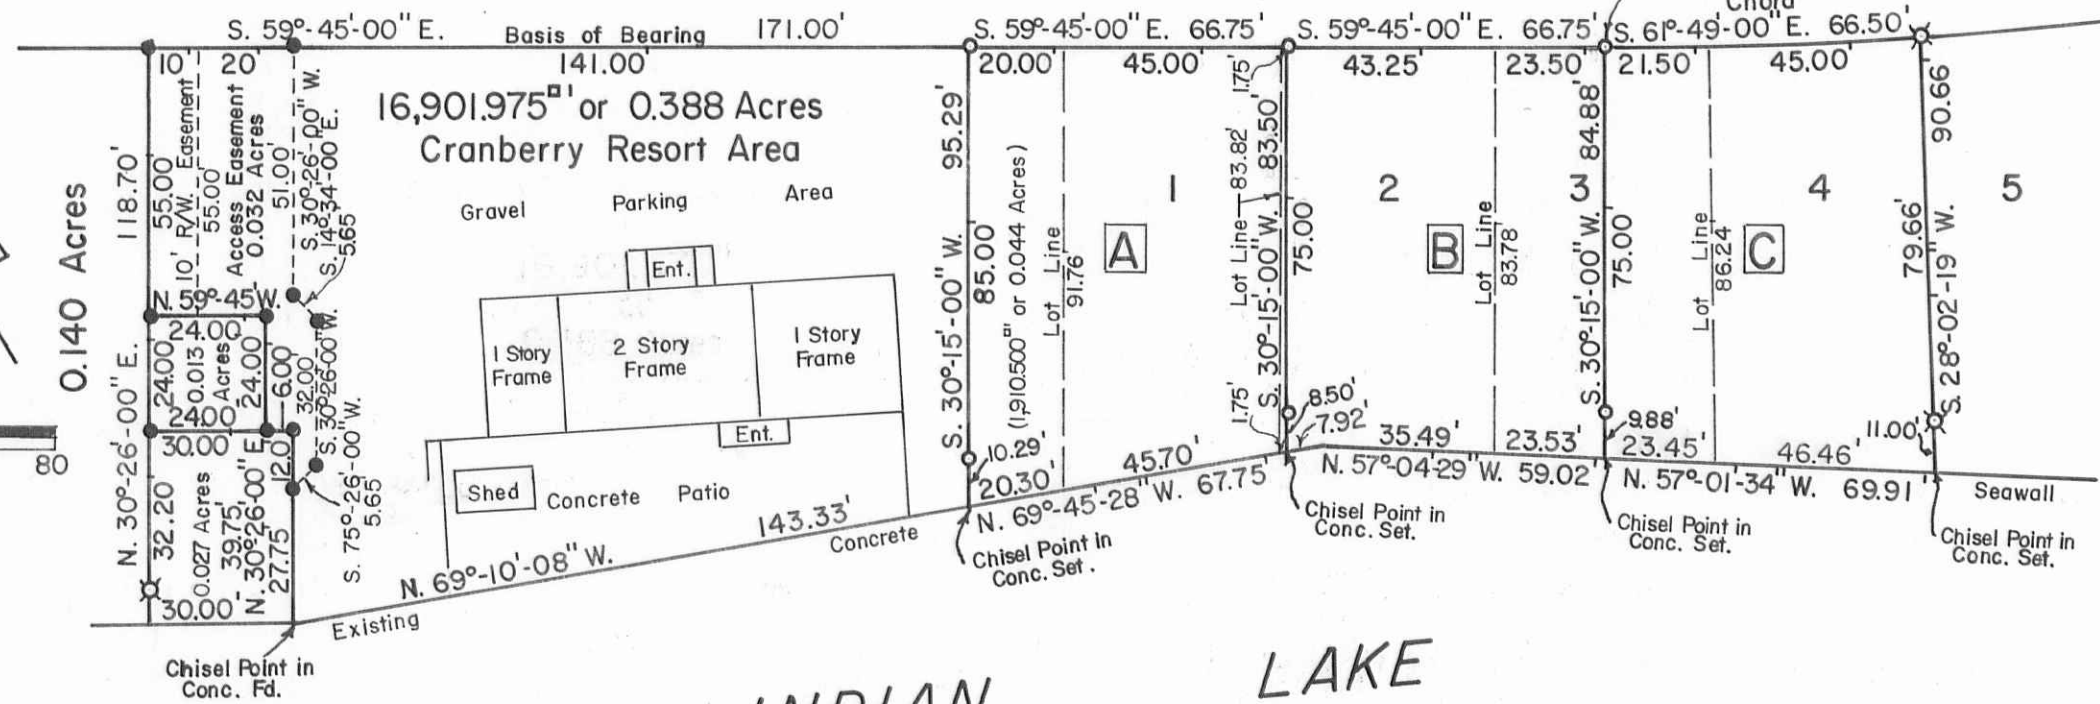 Chord
S. 59°-45'-00" E.
Basis of Bearing
171.00'
S. 59°-45'-00" E. 66.75'
S. 59°-45'-00" E. 66.75'
S. 61°-49'-00" E. 66.50'
10'
20'
141.00'
20.00'
45.00'
1.75'
43.25'
23.50'
21.50'
45.00'
16,901.975□' or 0.388 Acres
Cranberry Resort Area
Gravel Parking Area
0.140 Acres
118.70'
N. 30°-26'-00" E.
55.00'
10' R/W. Easement
55.00'
Access Easement
0.032 Acres
51.00'
S. 30°-26'-00" W.
S. 14°-34'-00" E.
5.65'
N. 59°-45' W.
24.00'
24.00'
0.013
Acres
24.00'
24.00'
6.00'
32.00'
S. 30°-26'-00" W.
S. 75°-26'-00" W.
5.65
30.00'
12.0'
32.20'
0.027 Acres
39.75'
N. 30°-26'-00" E.
27.75'
30.00'
80
Ent.
1 Story
Frame
2 Story
Frame
1 Story
Frame
Ent.
Shed
Concrete Patio
143.33'
N. 69°-10'-08" W.
Existing
Concrete
Chisel Point in
Conc. Fd.
95.29'
S. 30°-15'-00" W.
85.00'
(1,910.500□" or 0.044 Acres)
Lot Line
91.76'
1
A
Lot Line 83.82'
83.50'
S. 30°-15'-00" W.
75.00'
1.75'
10.29'
20.30'
45.70'
N. 69°-45'-28" W. 67.75'
Chisel Point in
Conc. Set.
2
B
Lot Line
83.78'
3
84.88'
S. 30°-15'-00" W.
75.00'
8.50'
7.92'
35.49'
23.53'
N. 57°-04'-29" W. 59.02'
Chisel Point in
Conc. Set.
Lot Line
86.24'
4
C
90.66'
79.66'
S. 28°-02'-19" W.
5
9.88'
23.45'
46.46'
11.00'
N. 57°-01'-34" W. 69.91'
Seawall
Chisel Point in
Conc. Set.
Chisel Point in
Conc. Set.
INDIAN LAKE